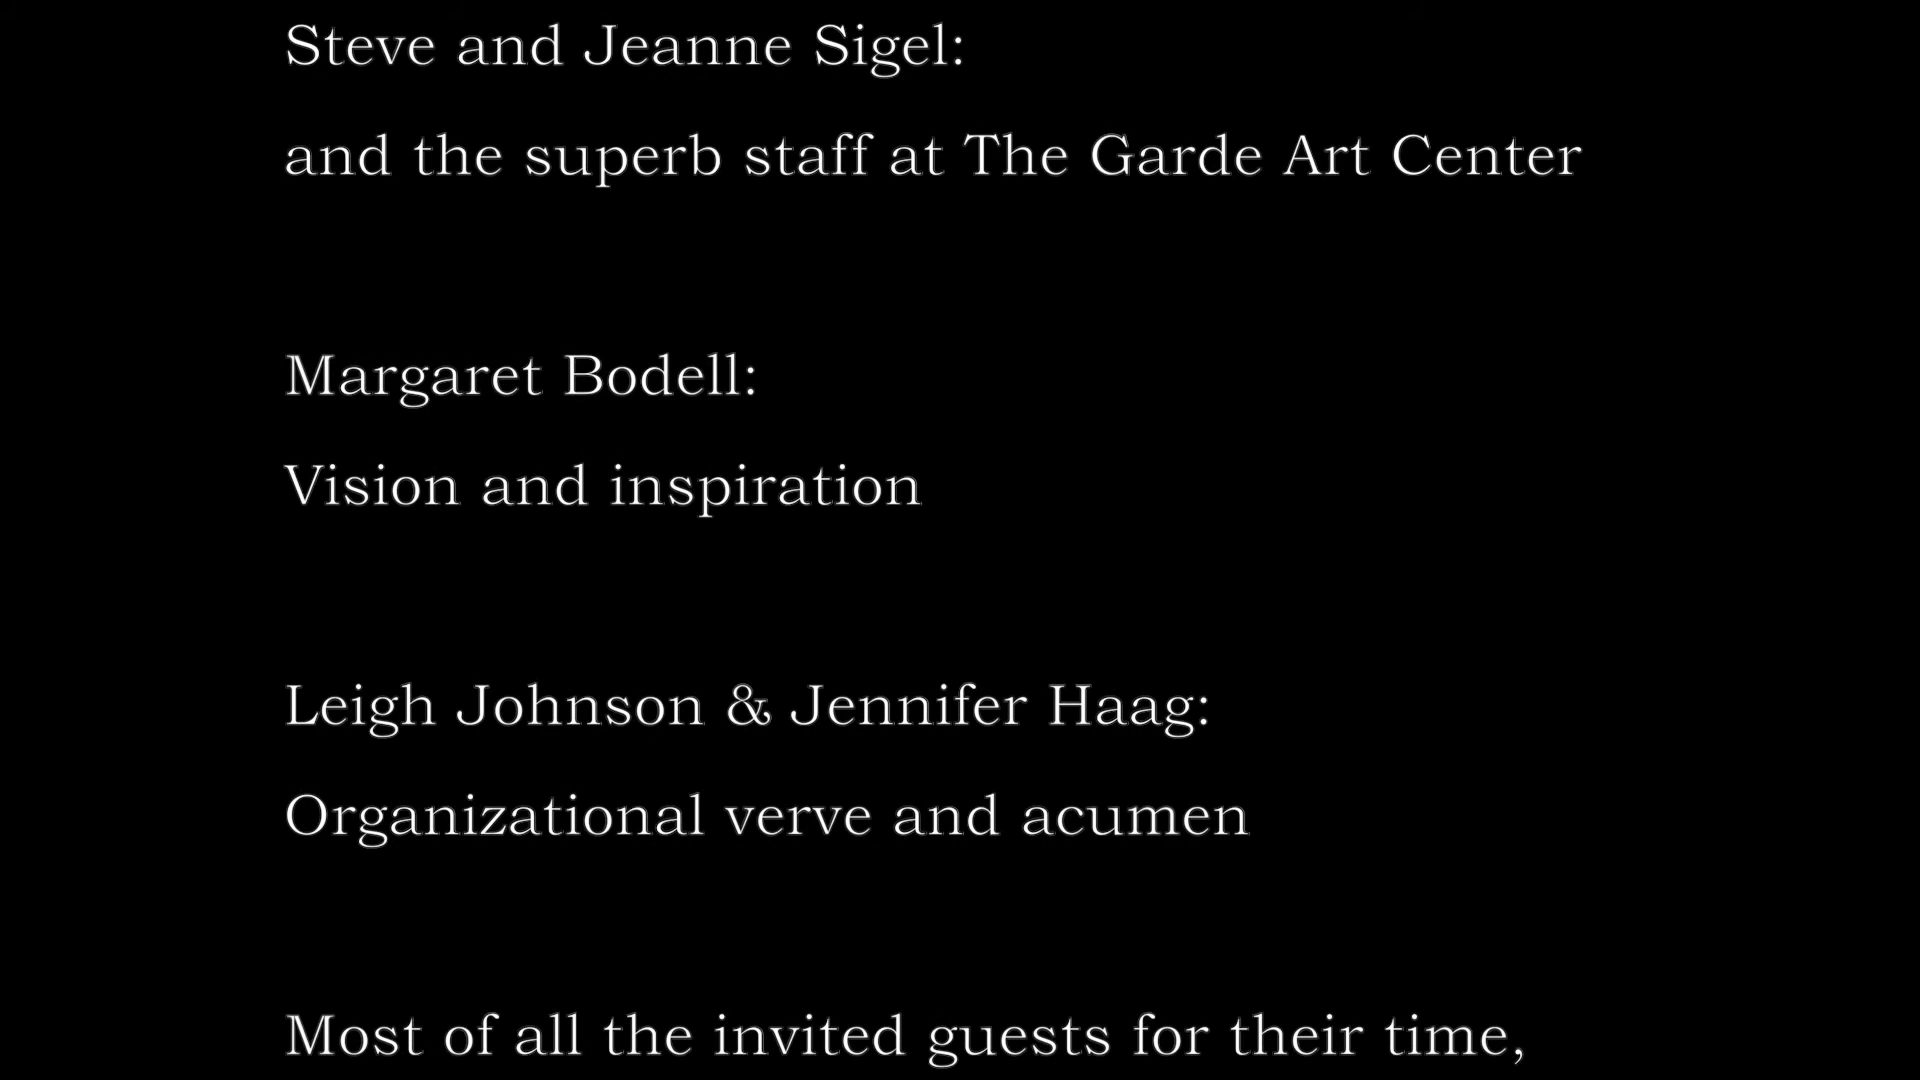 Steve and Jeanne Sigel:
and the superb staff at The Garde Art Center
Margaret Bodell:
Vision and inspiration
Leigh Johnson & Jennifer Haag:
Organizational verve and acumen
Most of all the invited guests for their time,